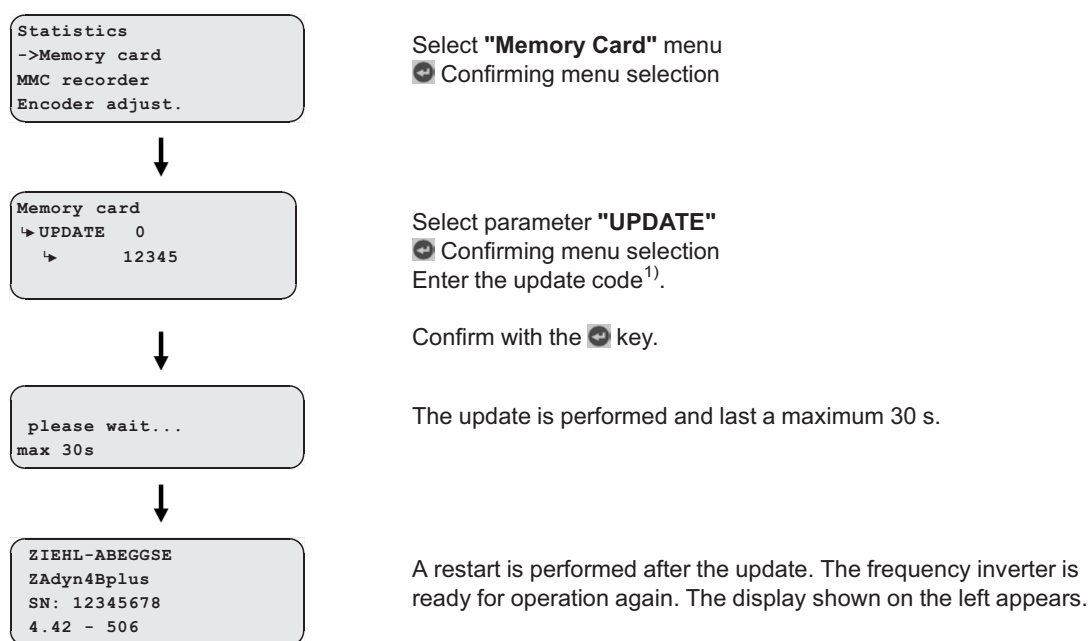 Statistics
->Memory card
MMC recorder
Encoder adjust.
Select "Memory Card" menu
Confirming menu selection
Memory card
↳UPDATE 0
↳ 12345
Select parameter "UPDATE"
Confirming menu selection
Enter the update code1).
Confirm with the key.
please wait...
max 30s
The update is performed and last a maximum 30 s.
ZIEHL-ABEGGSE
ZAdyn4Bplus
SN: 12345678
4.42 - 506
A restart is performed after the update. The frequency inverter is
ready for operation again. The display shown on the left appears.